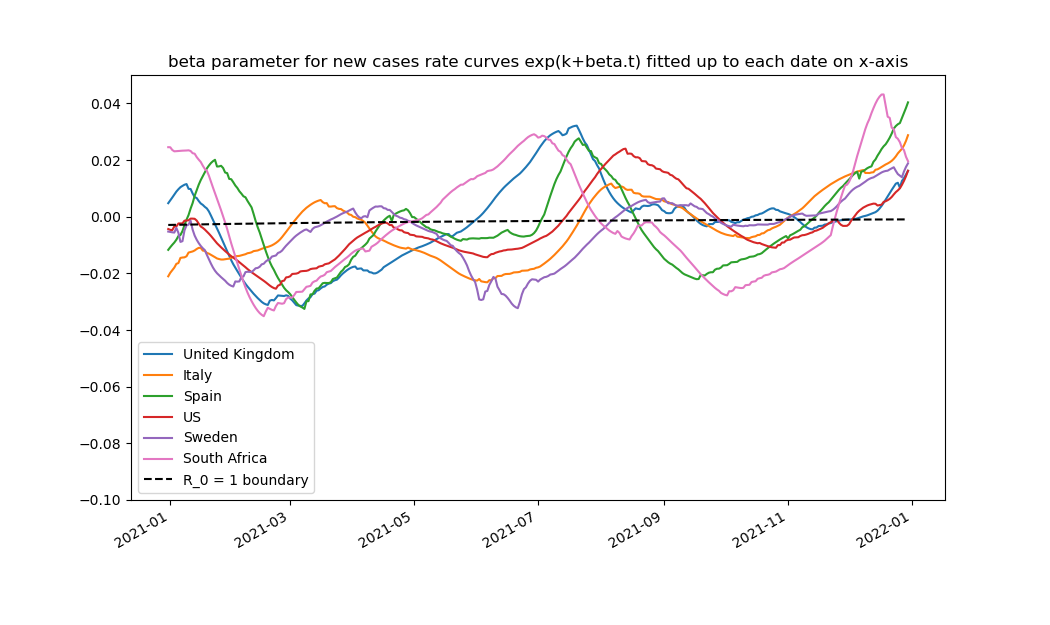 beta parameter for new cases rate curves exp(k+beta.t) fitted up to each date on x-axis
0.04
0.02
0.00
−0.02
−0.04
−0.06
−0.08
−0.10
United Kingdom
Italy
Spain
US
Sweden
South Africa
R_0 = 1 boundary
2021-01
2021-03
2021-05
2021-07
2021-09
2021-11
2022-01